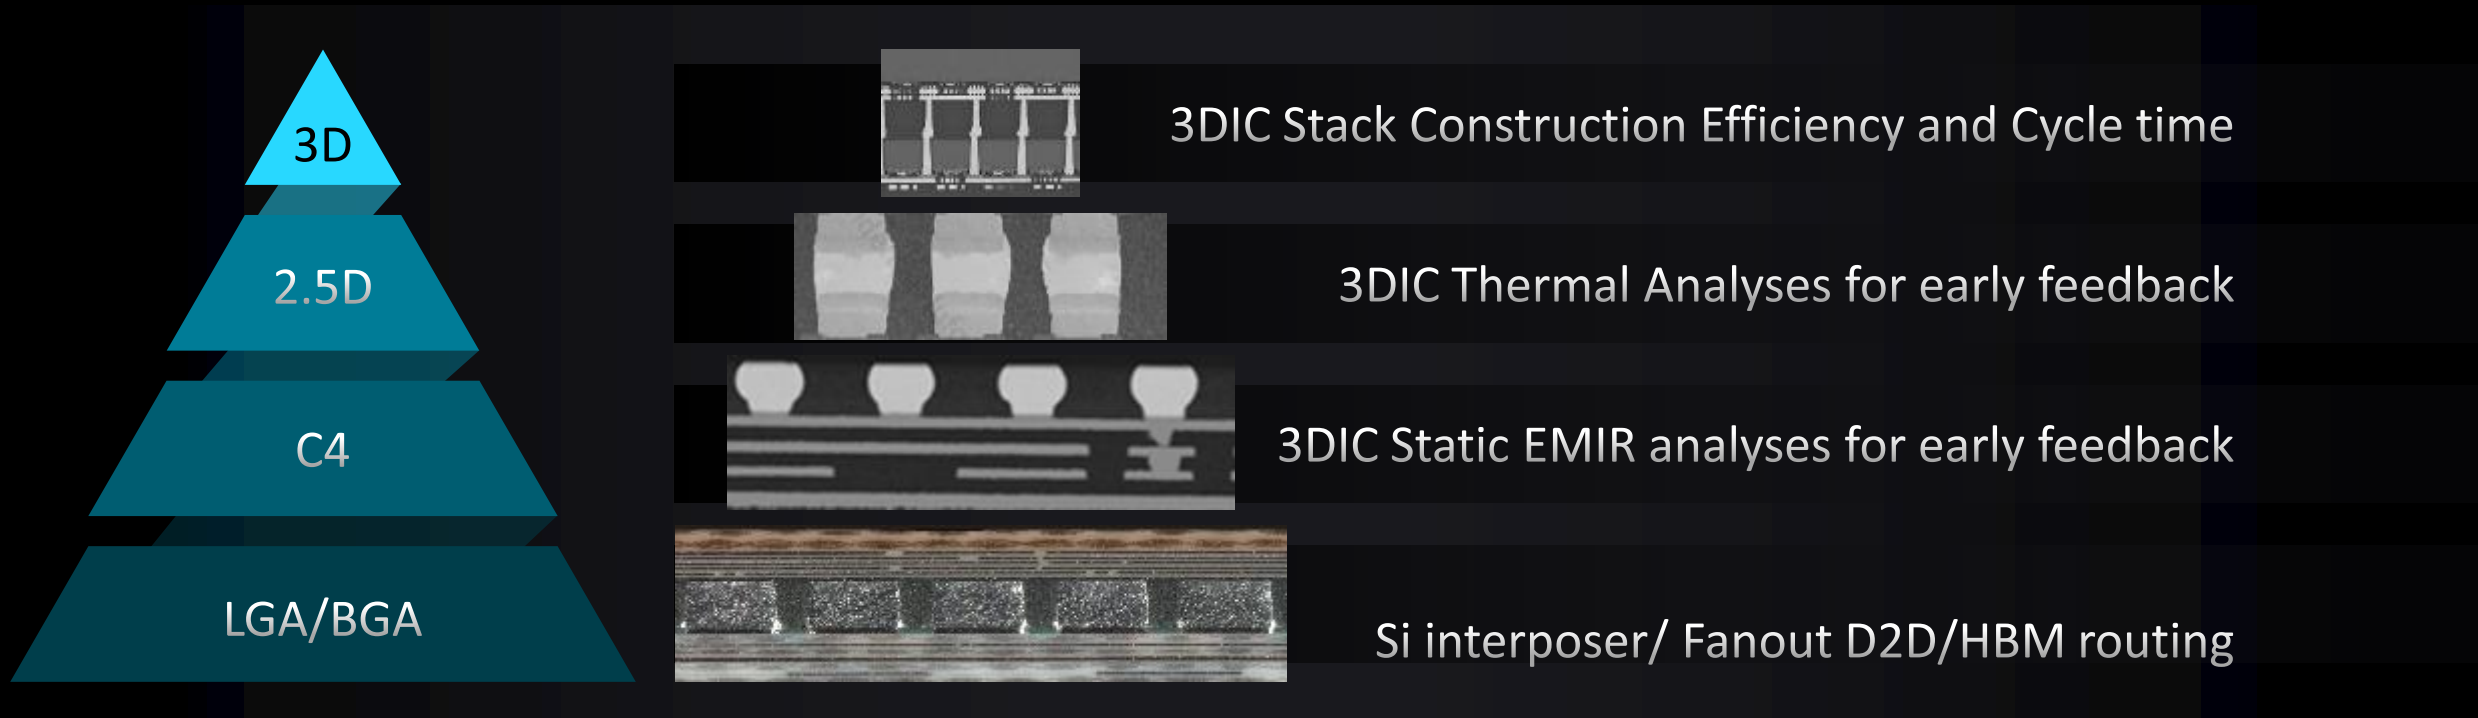 3D
3DIC Stack Construction Efficiency and Cycle time
2.5D
3DIC Thermal Analyses for early feedback
C4
3DIC Static EMIR analyses for early feedback
LGA/BGA
Si interposer/ Fanout D2D/HBM routing